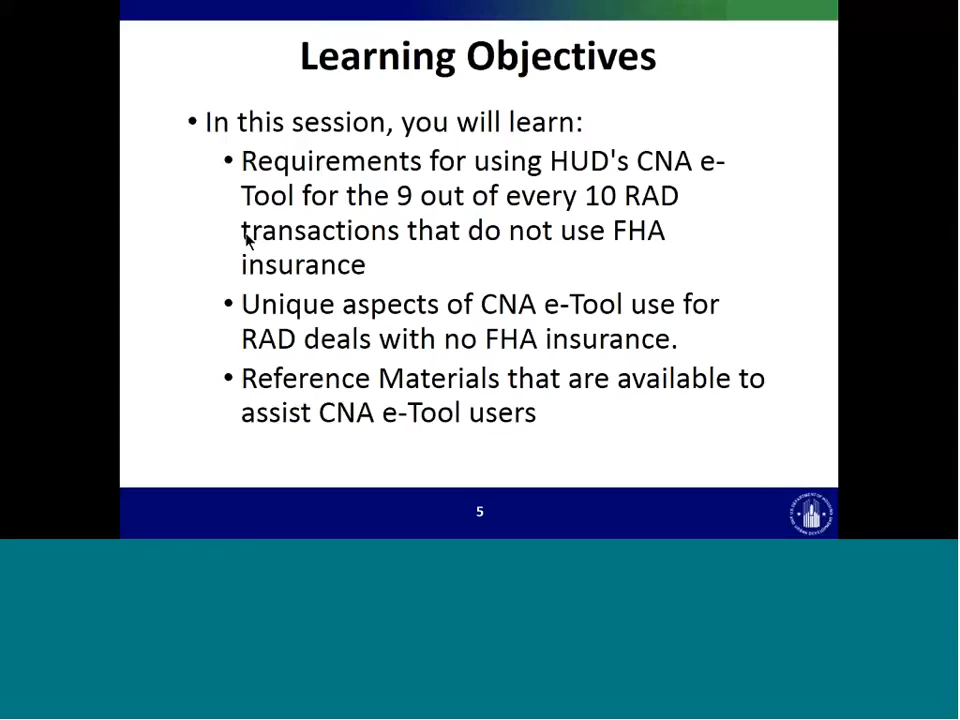 Learning Objectives
• In this session, you will learn:
• Requirements for using HUD's CNA e-
Tool for the 9 out of every 10 RAD
transactions that do not use FHA
insurance
• Unique aspects of CNA e-Tool use for
RAD deals with no FHA insurance.
• Reference Materials that are available to
assist CNA e-Tool users
5